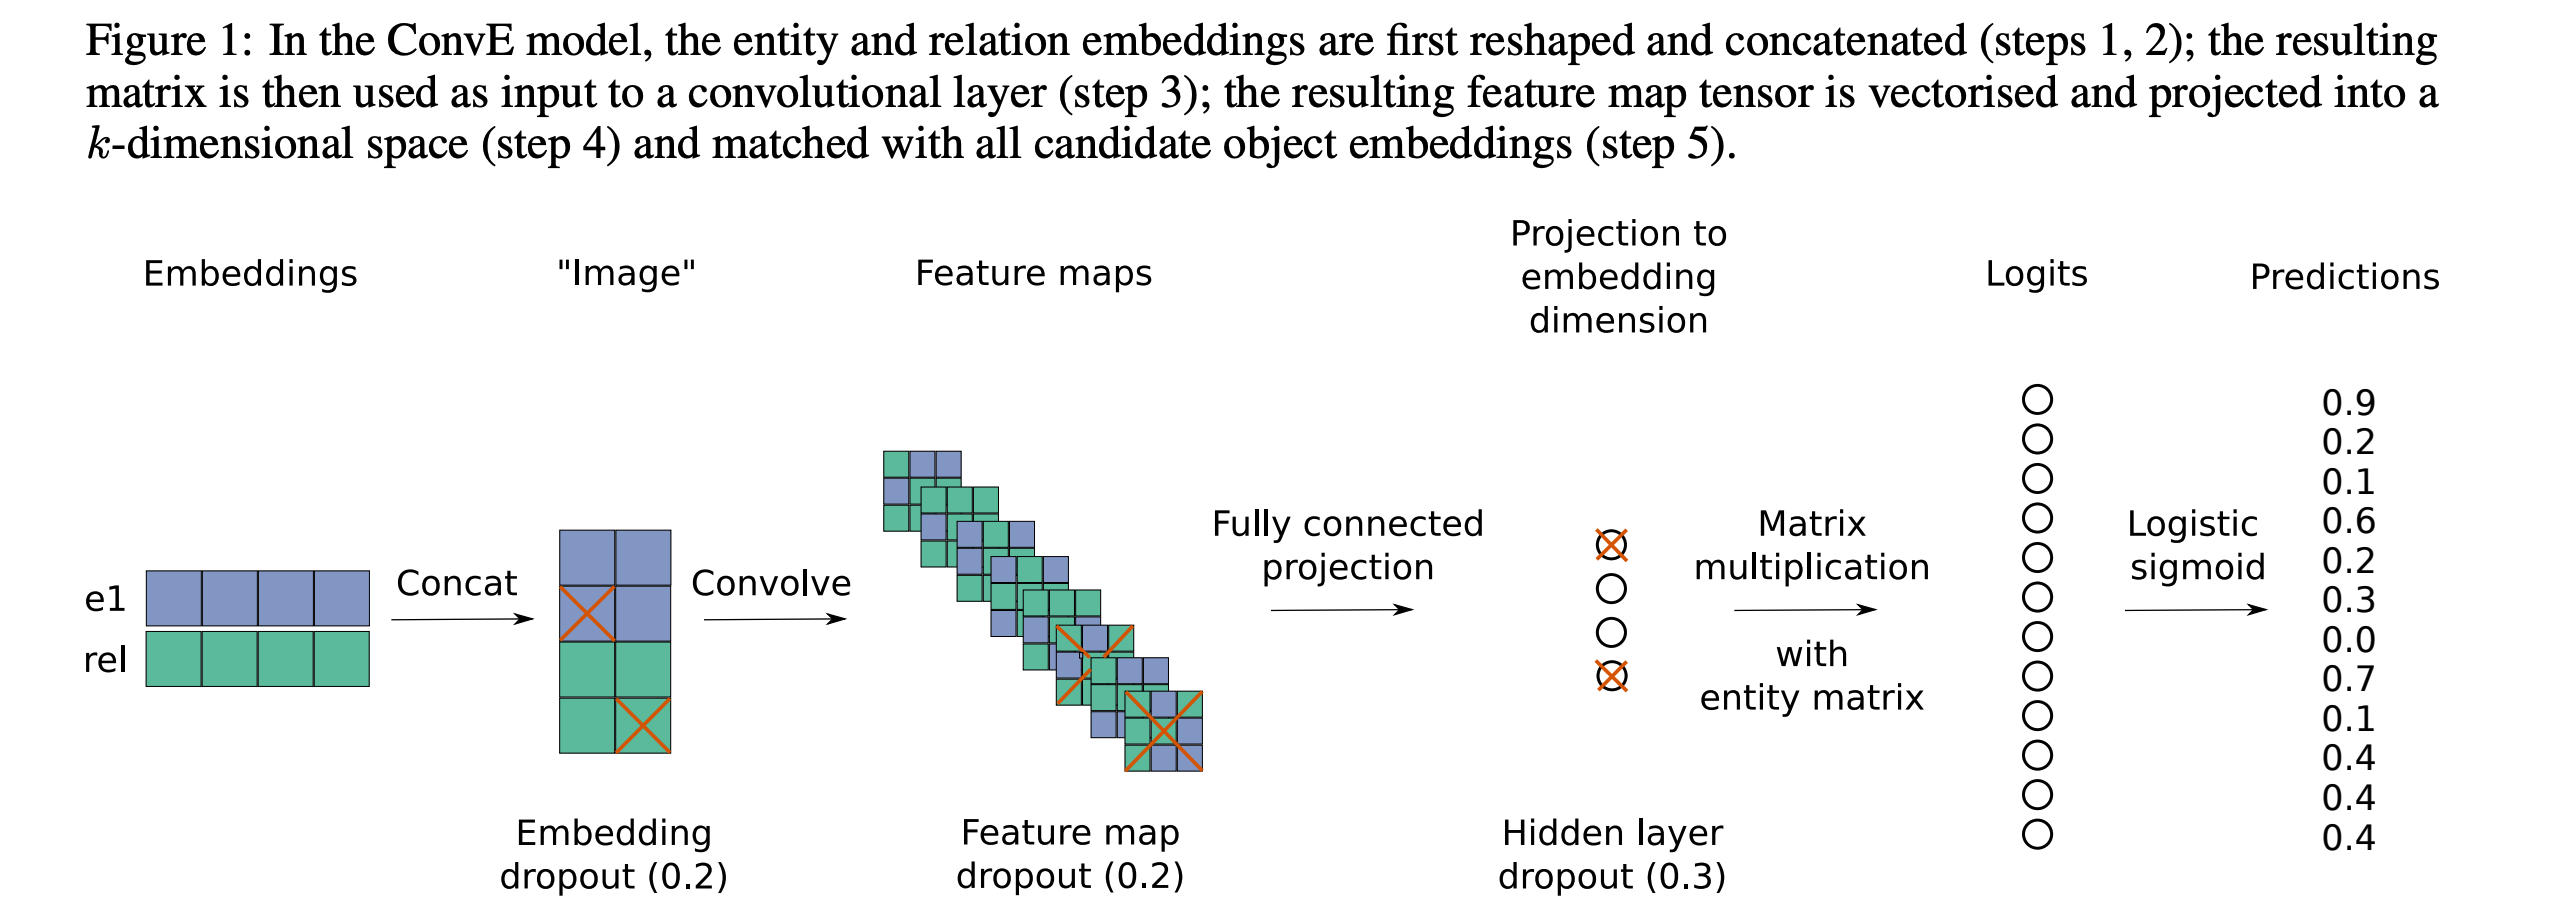 Figure 1: In the ConvE model, the entity and relation embeddings are first reshaped and concatenated (steps 1, 2); the resulting
matrix is then used as input to a convolutional layer (step 3); the resulting feature map tensor is vectorised and projected into a
k-dimensional space (step 4) and matched with all candidate object embeddings (step 5).
Embeddings
"Image"
Feature maps
Projection to
embedding
dimension
Logits
Predictions
e1
rel
Concat
Convolve
Fully connected
projection
Matrix
multiplication
with
entity matrix
Logistic
sigmoid
0.9
0.2
0.1
0.6
0.2
0.3
0.0
0.7
0.1
0.4
0.4
0.4
Embedding
dropout (0.2)
Feature map
dropout (0.2)
Hidden layer
dropout (0.3)